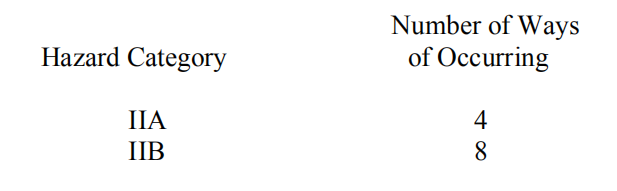 Number of Ways
Hazard Category of Occurring
IIA 4
IIB 8